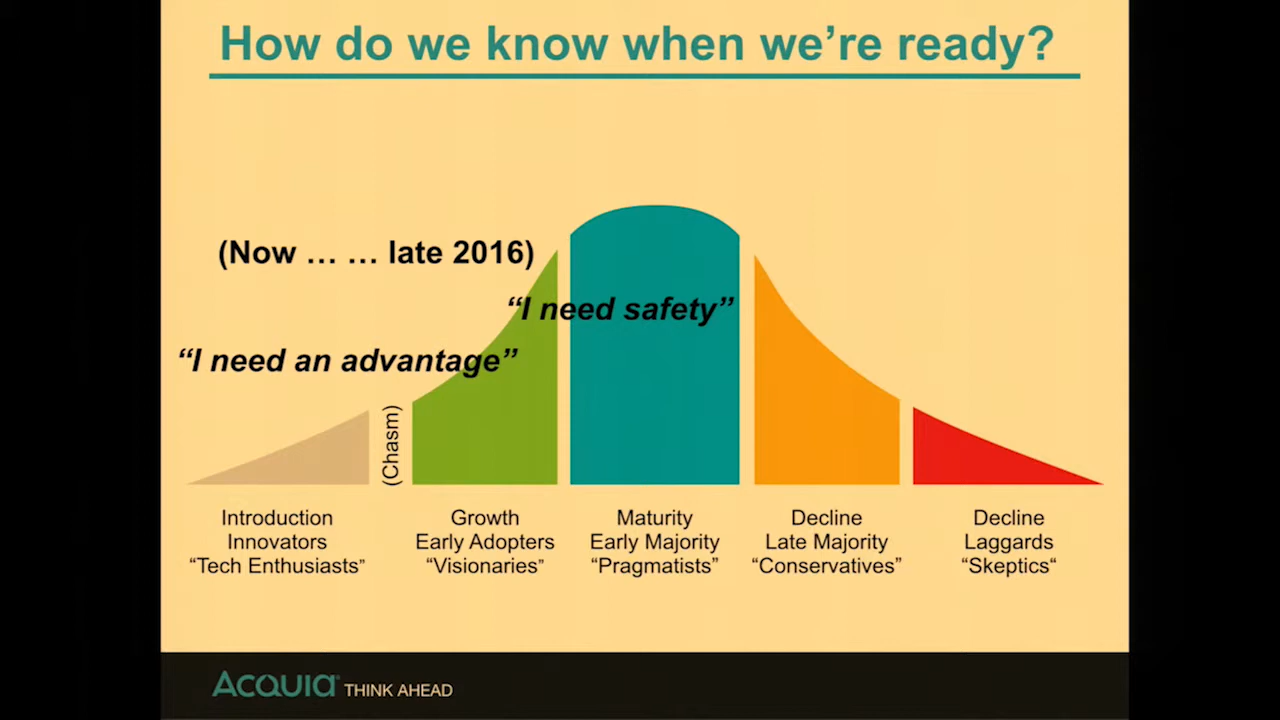 How do we know when we’re ready?
(Now … … late 2016)
“I need safety”
“I need an advantage”
(Chasm)
Introduction
Innovators
“Tech Enthusiasts”
Growth
Early Adopters
“Visionaries”
Maturity
Early Majority
“Pragmatists”
Decline
Late Majority
“Conservatives”
Decline
Laggards
“Skeptics“
ACQUIA® THINK AHEAD